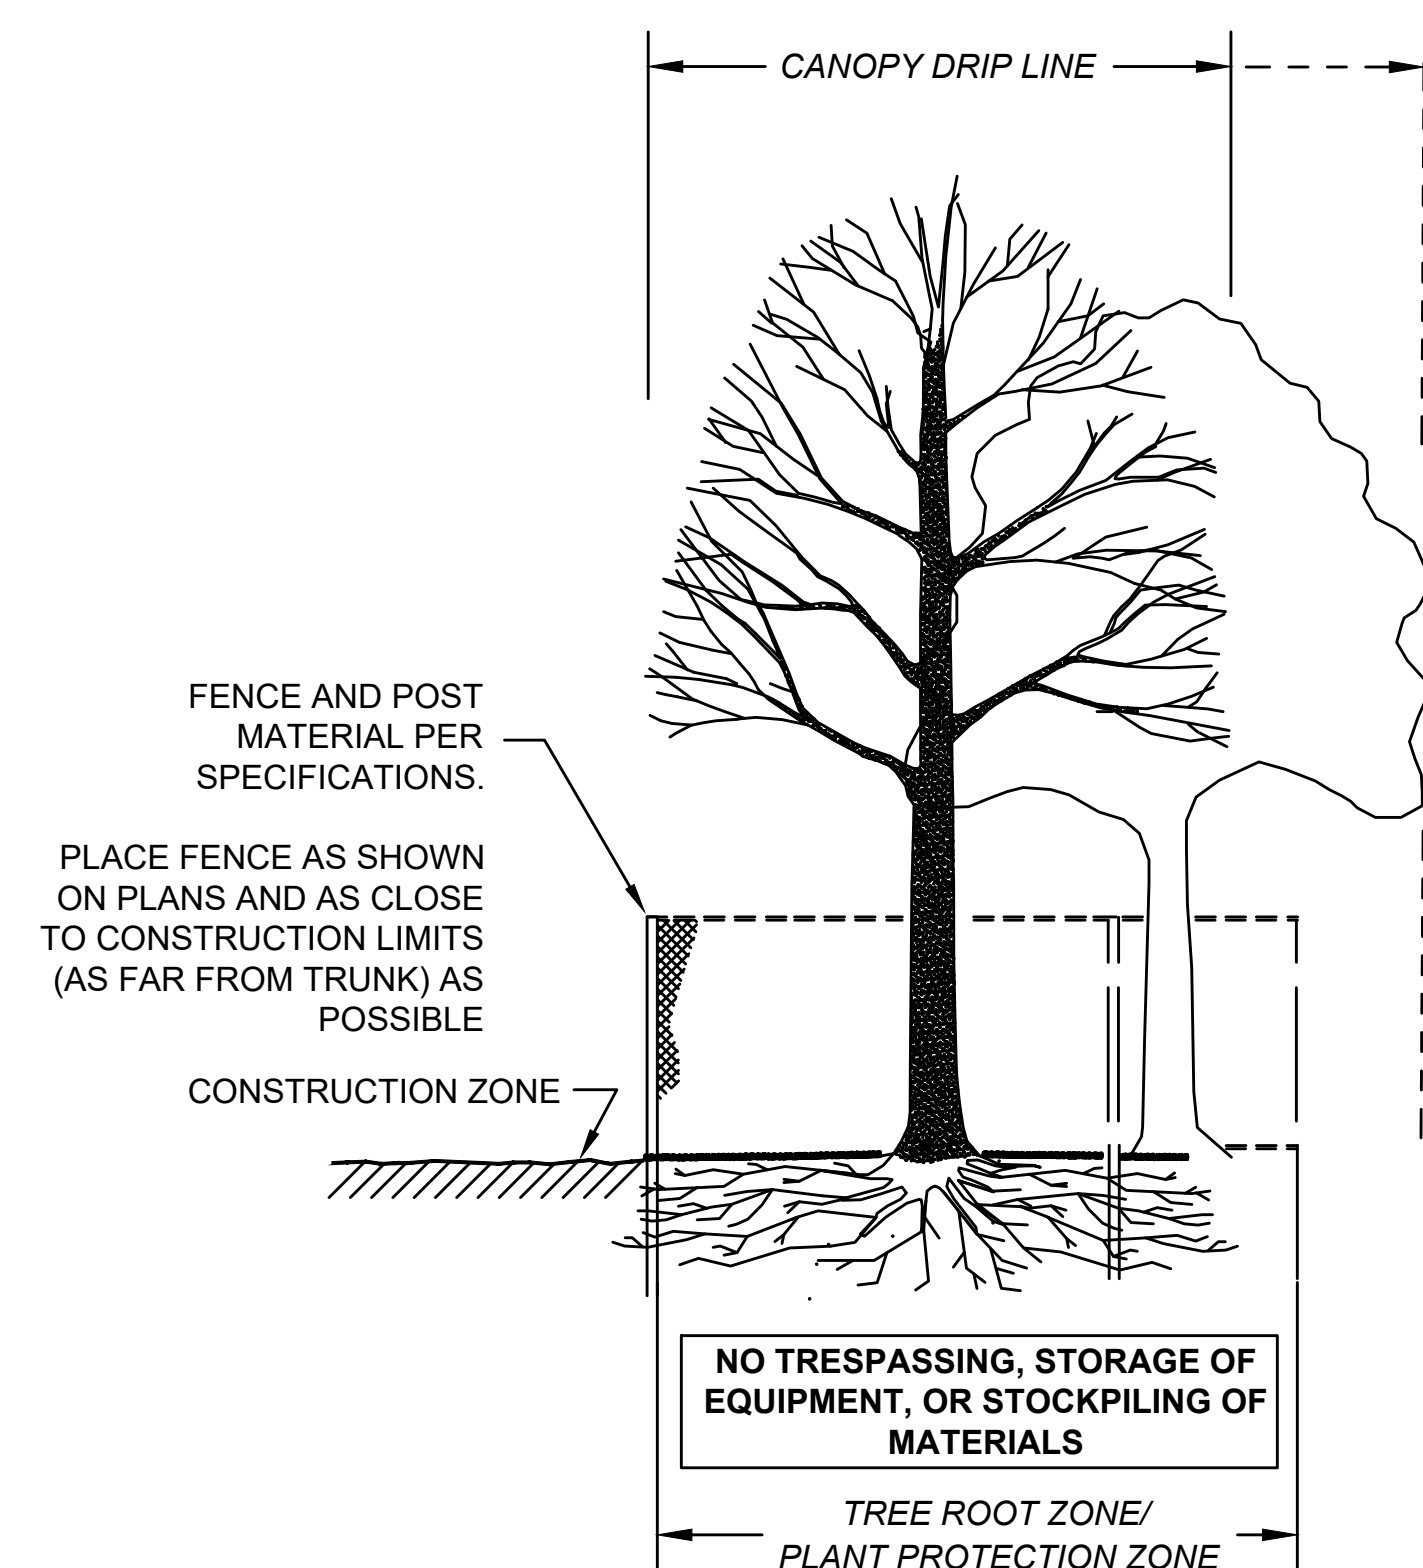 CANOPY DRIP LINE
FENCE AND POST
MATERIAL PER
SPECIFICATIONS.
PLACE FENCE AS SHOWN
ON PLANS AND AS CLOSE
TO CONSTRUCTION LIMITS
(AS FAR FROM TRUNK) AS
POSSIBLE
CONSTRUCTION ZONE
NO TRESPASSING, STORAGE OF
EQUIPMENT, OR STOCKPILING OF
MATERIALS
TREE ROOT ZONE/
PLANT PROTECTION ZONE